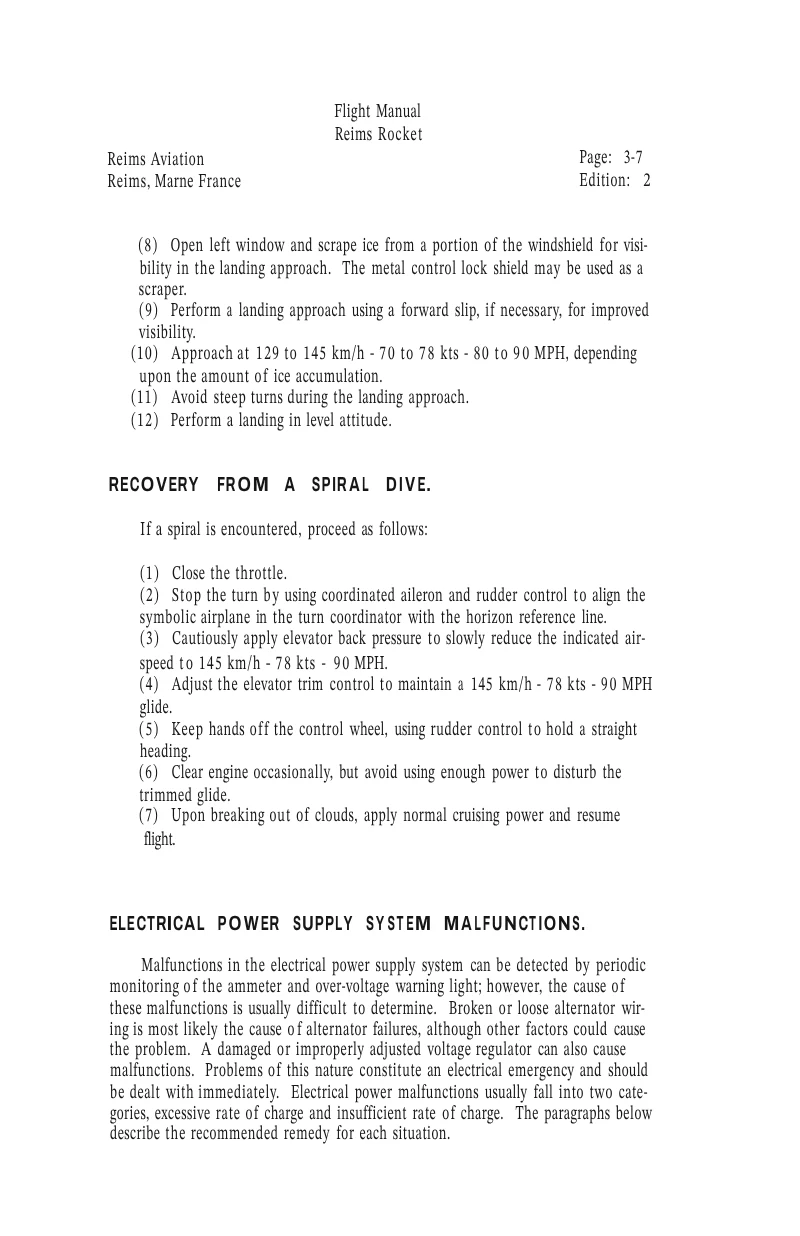 Flight Manual
Reims Rocket
Reims Aviation
Page: 3-7
Reims, Marne France
Edition: 2
(8) Open left window and scrape ice from a portion of the windshield for visi-
bility in the landing approach. The metal control lock shield may be used as a
scraper.
(9) Perform a landing approach using a forward slip, if necessary, for improved
visibility.
(10) Approach at 129 to 145 km/h - 70 to 78 kts - 80 to 90 MPH, depending
upon the amount of ice accumulation.
(11) Avoid steep turns during the landing approach.
(12) Perform a landing in level attitude.
RECOVERY FROM A SPIRAL DIVE.
If a spiral is encountered, proceed as follows:
(1) Close the throttle.
(2) Stop the turn by using coordinated aileron and rudder control to align the
symbolic airplane in the turn coordinator with the horizon reference line.
(3) Cautiously apply elevator back pressure to slowly reduce the indicated air-
speed to 145 km/h - 78 kts - 90 MPH.
(4) Adjust the elevator trim control to maintain a 145 km/h - 78 kts - 90 MPH
glide.
(5) Keep hands off the control wheel, using rudder control to hold a straight
heading.
(6) Clear engine occasionally, but avoid using enough power to disturb the
trimmed glide.
(7) Upon breaking out of clouds, apply normal cruising power and resume
flight.
ELECTRICAL POWER SUPPLY SYSTEM MALFUNCTIONS.
Malfunctions in the electrical power supply system can be detected by periodic
monitoring of the ammeter and over-voltage warning light; however, the cause of
these malfunctions is usually difficult to determine. Broken or loose alternator wir-
ing is most likely the cause of alternator failures, although other factors could cause
the problem. A damaged or improperly adjusted voltage regulator can also cause
malfunctions. Problems of this nature constitute an electrical emergency and should
be dealt with immediately. Electrical power malfunctions usually fall into two cate-
gories, excessive rate of charge and insufficient rate of charge. The paragraphs below
describe the recommended remedy for each situation.